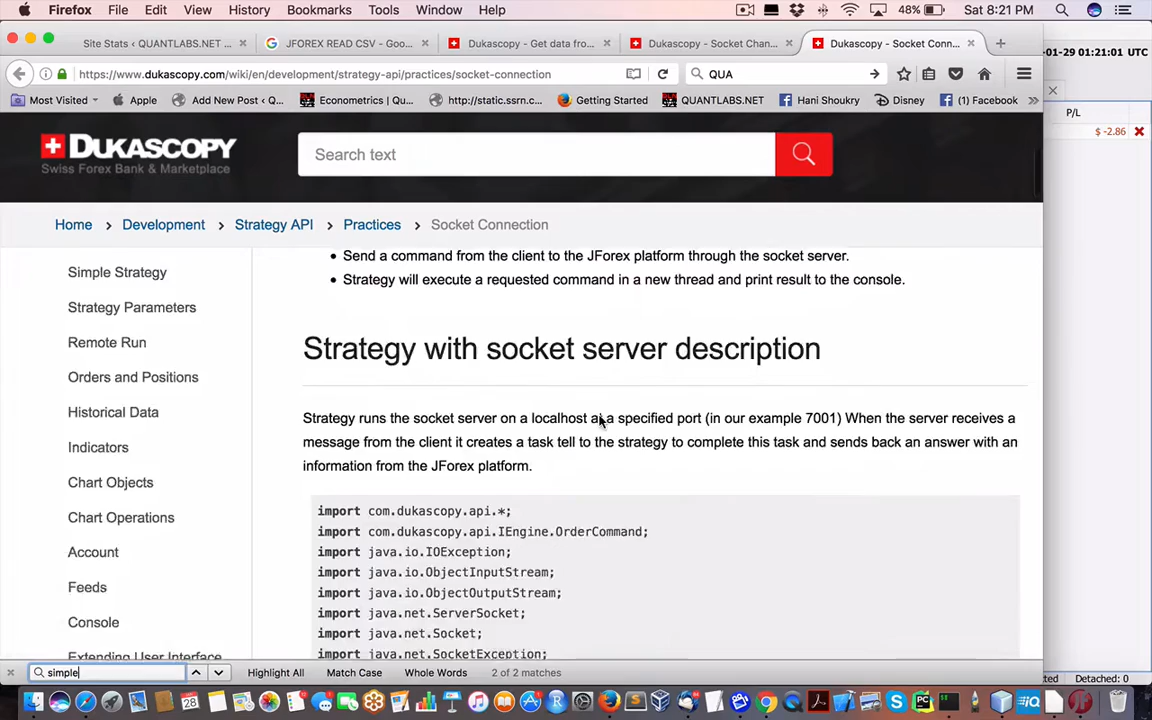 Firefox File Edit View History Bookmarks Tools Window Help 48% Sat 8:21 PM
Site Stats ‹ QUANTLABS.NET ... JFOREX READ CSV - Goo... Dukascopy - Get data fro... Dukascopy - Socket Chan... Dukascopy - Socket Conn...
-01-29 01:21:01 UTC
https://www.dukascopy.com/wiki/en/development/strategy-api/practices/socket-connection QUA
Most Visited Apple Add New Post ‹ Q... Econometrics | Qu... http://static.ssrn.c... Getting Started QUANTLABS.NET Hani Shoukry Disney (1) Facebook
P/L
$ -2.86
DUKASCOPY
Swiss Forex Bank & Marketplace
Search text
Home › Development › Strategy API › Practices › Socket Connection
Simple Strategy
Strategy Parameters
Remote Run
Orders and Positions
Historical Data
Indicators
Chart Objects
Chart Operations
Account
Feeds
Console
Extending User Interface
• Send a command from the client to the JForex platform through the socket server.
• Strategy will execute a requested command in a new thread and print result to the console.
Strategy with socket server description
Strategy runs the socket server on a localhost at a specified port (in our example 7001) When the server receives a
message from the client it creates a task tell to the strategy to complete this task and sends back an answer with an
information from the JForex platform.
import com.dukascopy.api.*;
import com.dukascopy.api.IEngine.OrderCommand;
import java.io.IOException;
import java.io.ObjectInputStream;
import java.io.ObjectOutputStream;
import java.net.ServerSocket;
import java.net.Socket;
import java.net.SocketException;
simple Highlight All Match Case Whole Words 2 of 2 matches
Detached: 0